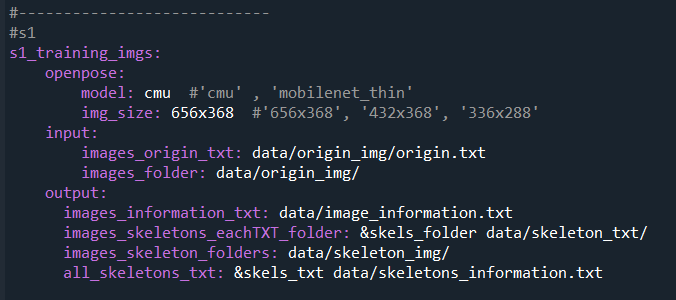 #----------------------------
#s1
s1_training_imgs:
    openpose:
        model: cmu  #'cmu' , 'mobilenet_thin'
        img_size: 656x368  #'656x368', '432x368', '336x288'
    input:
        images_origin_txt: data/origin_img/origin.txt
        images_folder: data/origin_img/
    output:
      images_information_txt: data/image_information.txt
      images_skeletons_eachTXT_folder: &skels_folder data/skeleton_txt/
      images_skeleton_folders: data/skeleton_img/
      all_skeletons_txt: &skels_txt data/skeletons_information.txt